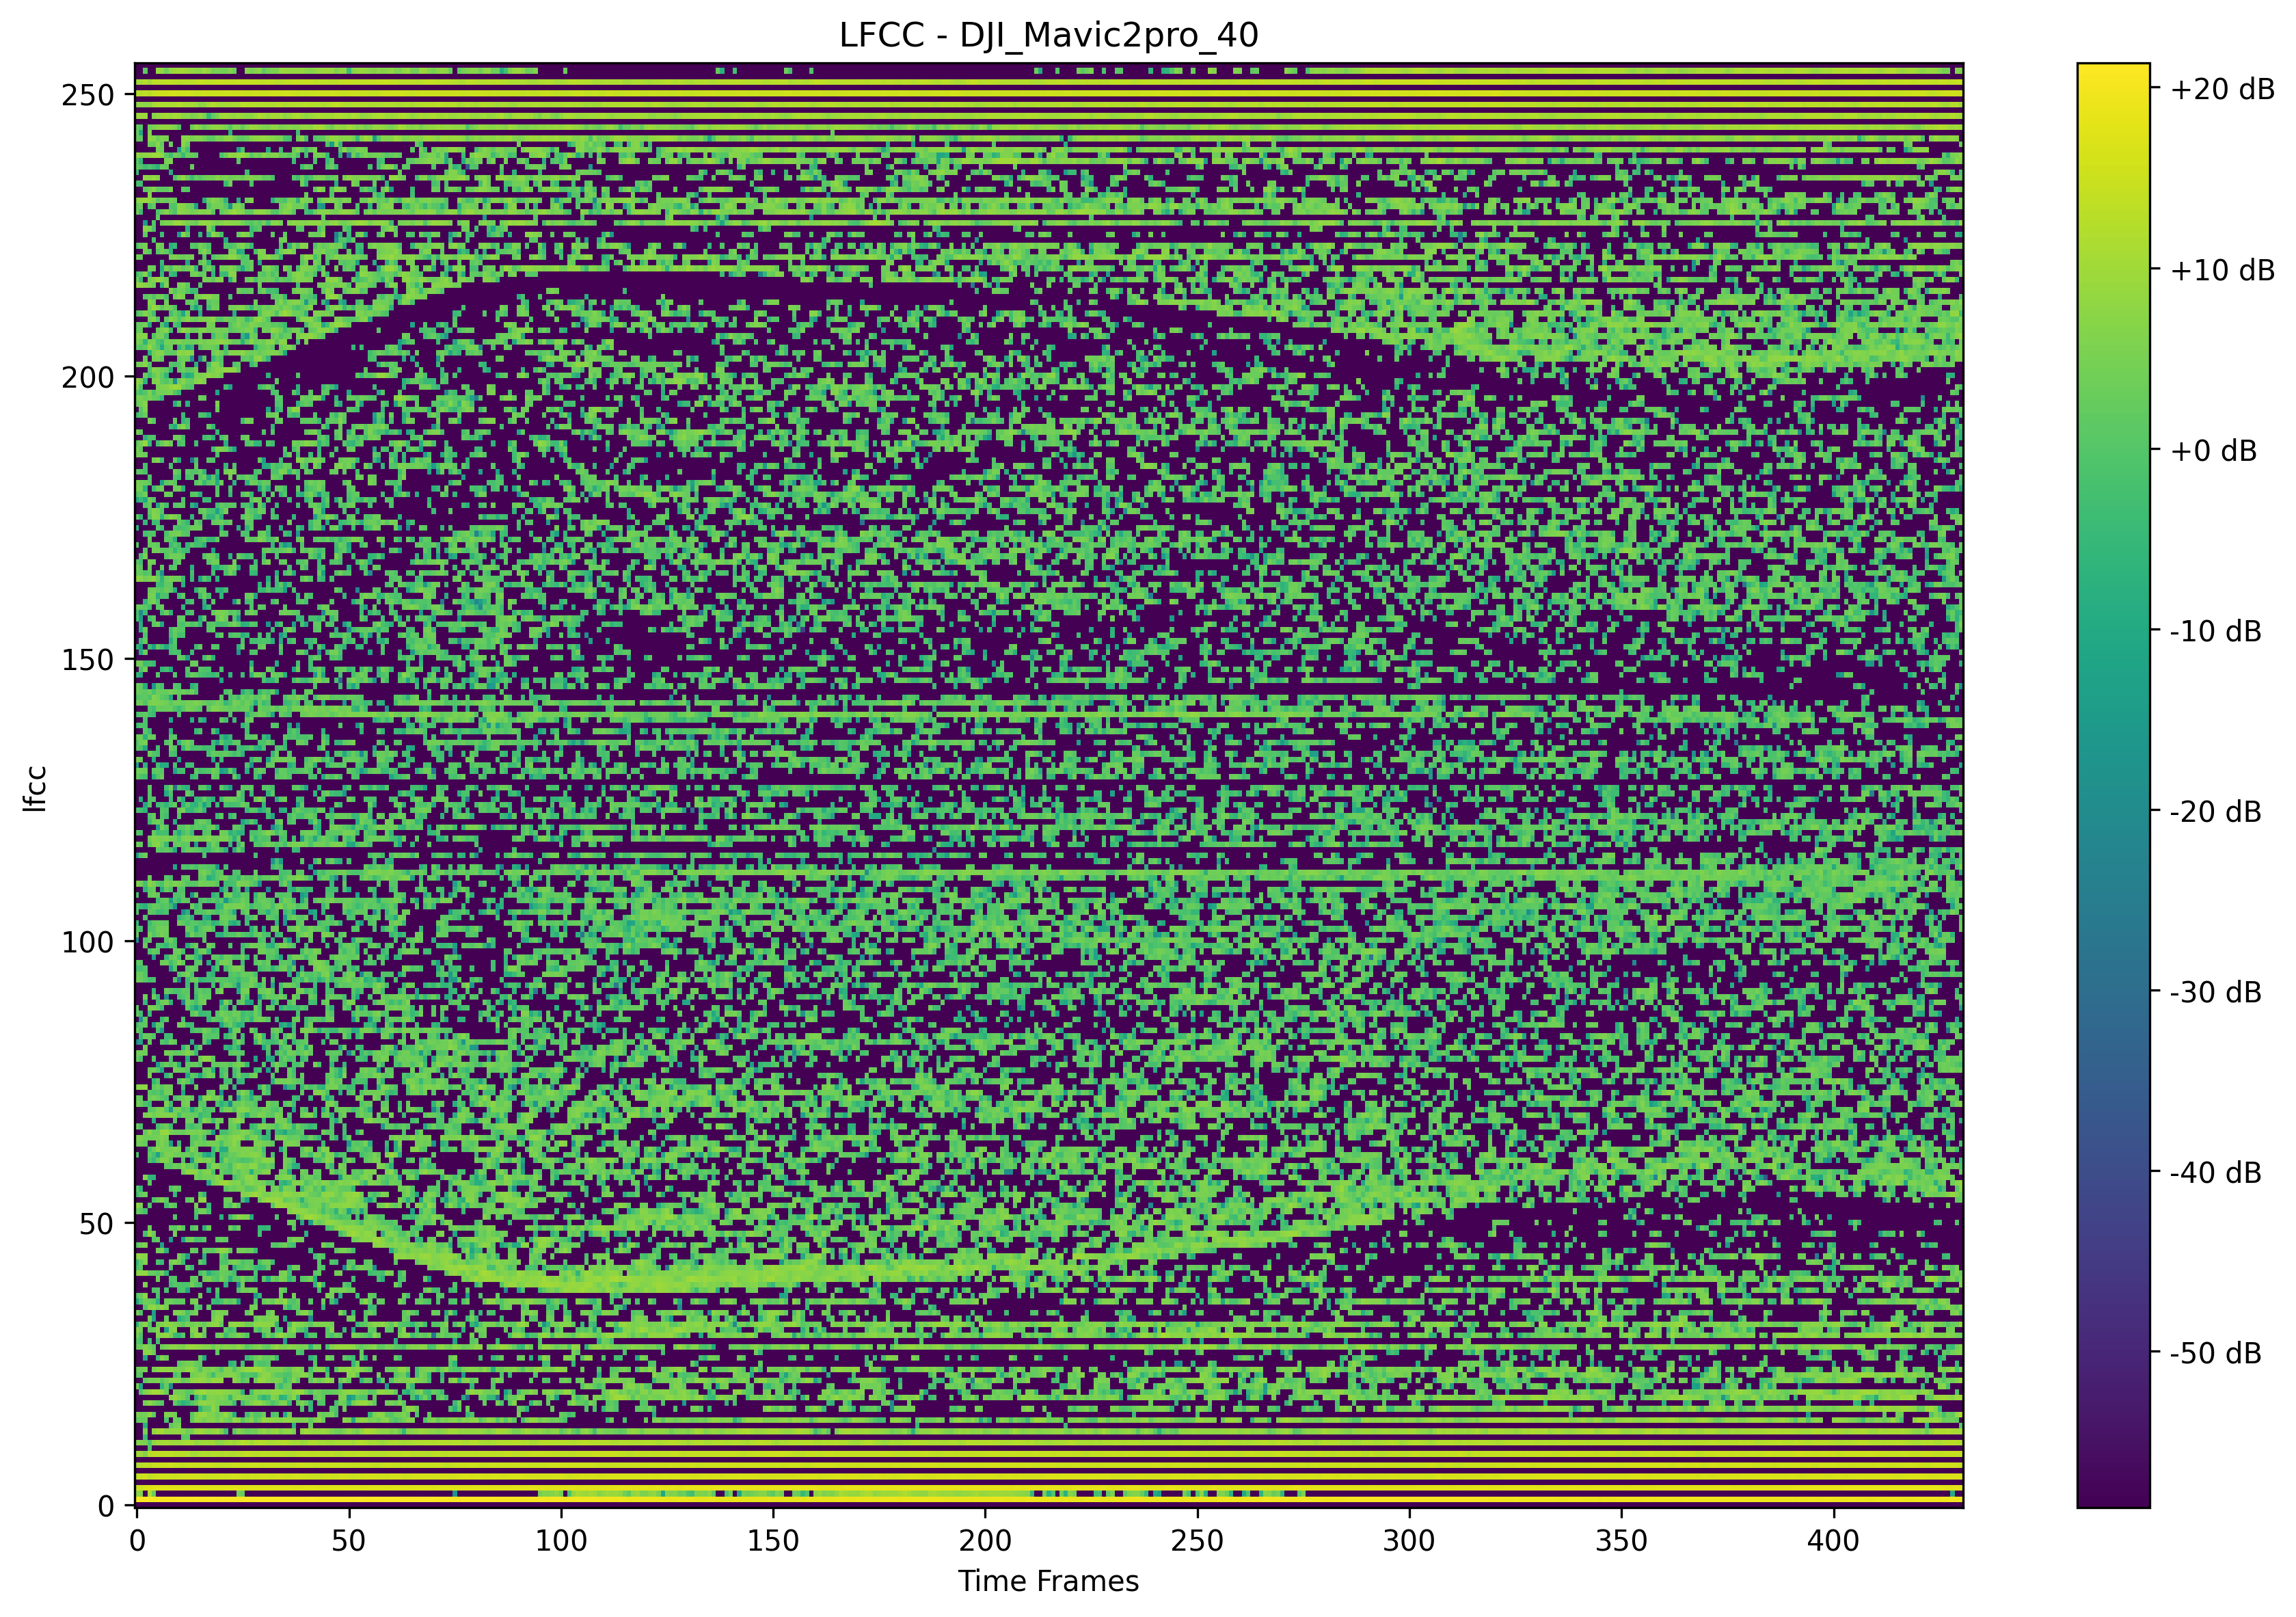 LFCC - DJI_Mavic2pro_40
250
200
150
100
50
0
lfcc
0 50 100 150 200 250 300 350 400
Time Frames
+20 dB
+10 dB
+0 dB
-10 dB
-20 dB
-30 dB
-40 dB
-50 dB